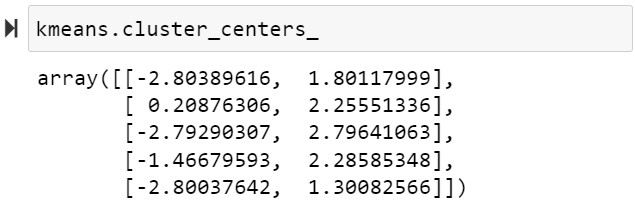 kmeans.cluster_centers_
array([[-2.80389616,  1.80117999],
       [ 0.20876306,  2.25551336],
       [-2.79290307,  2.79641063],
       [-1.46679593,  2.28585348],
       [-2.80037642,  1.30082566]])